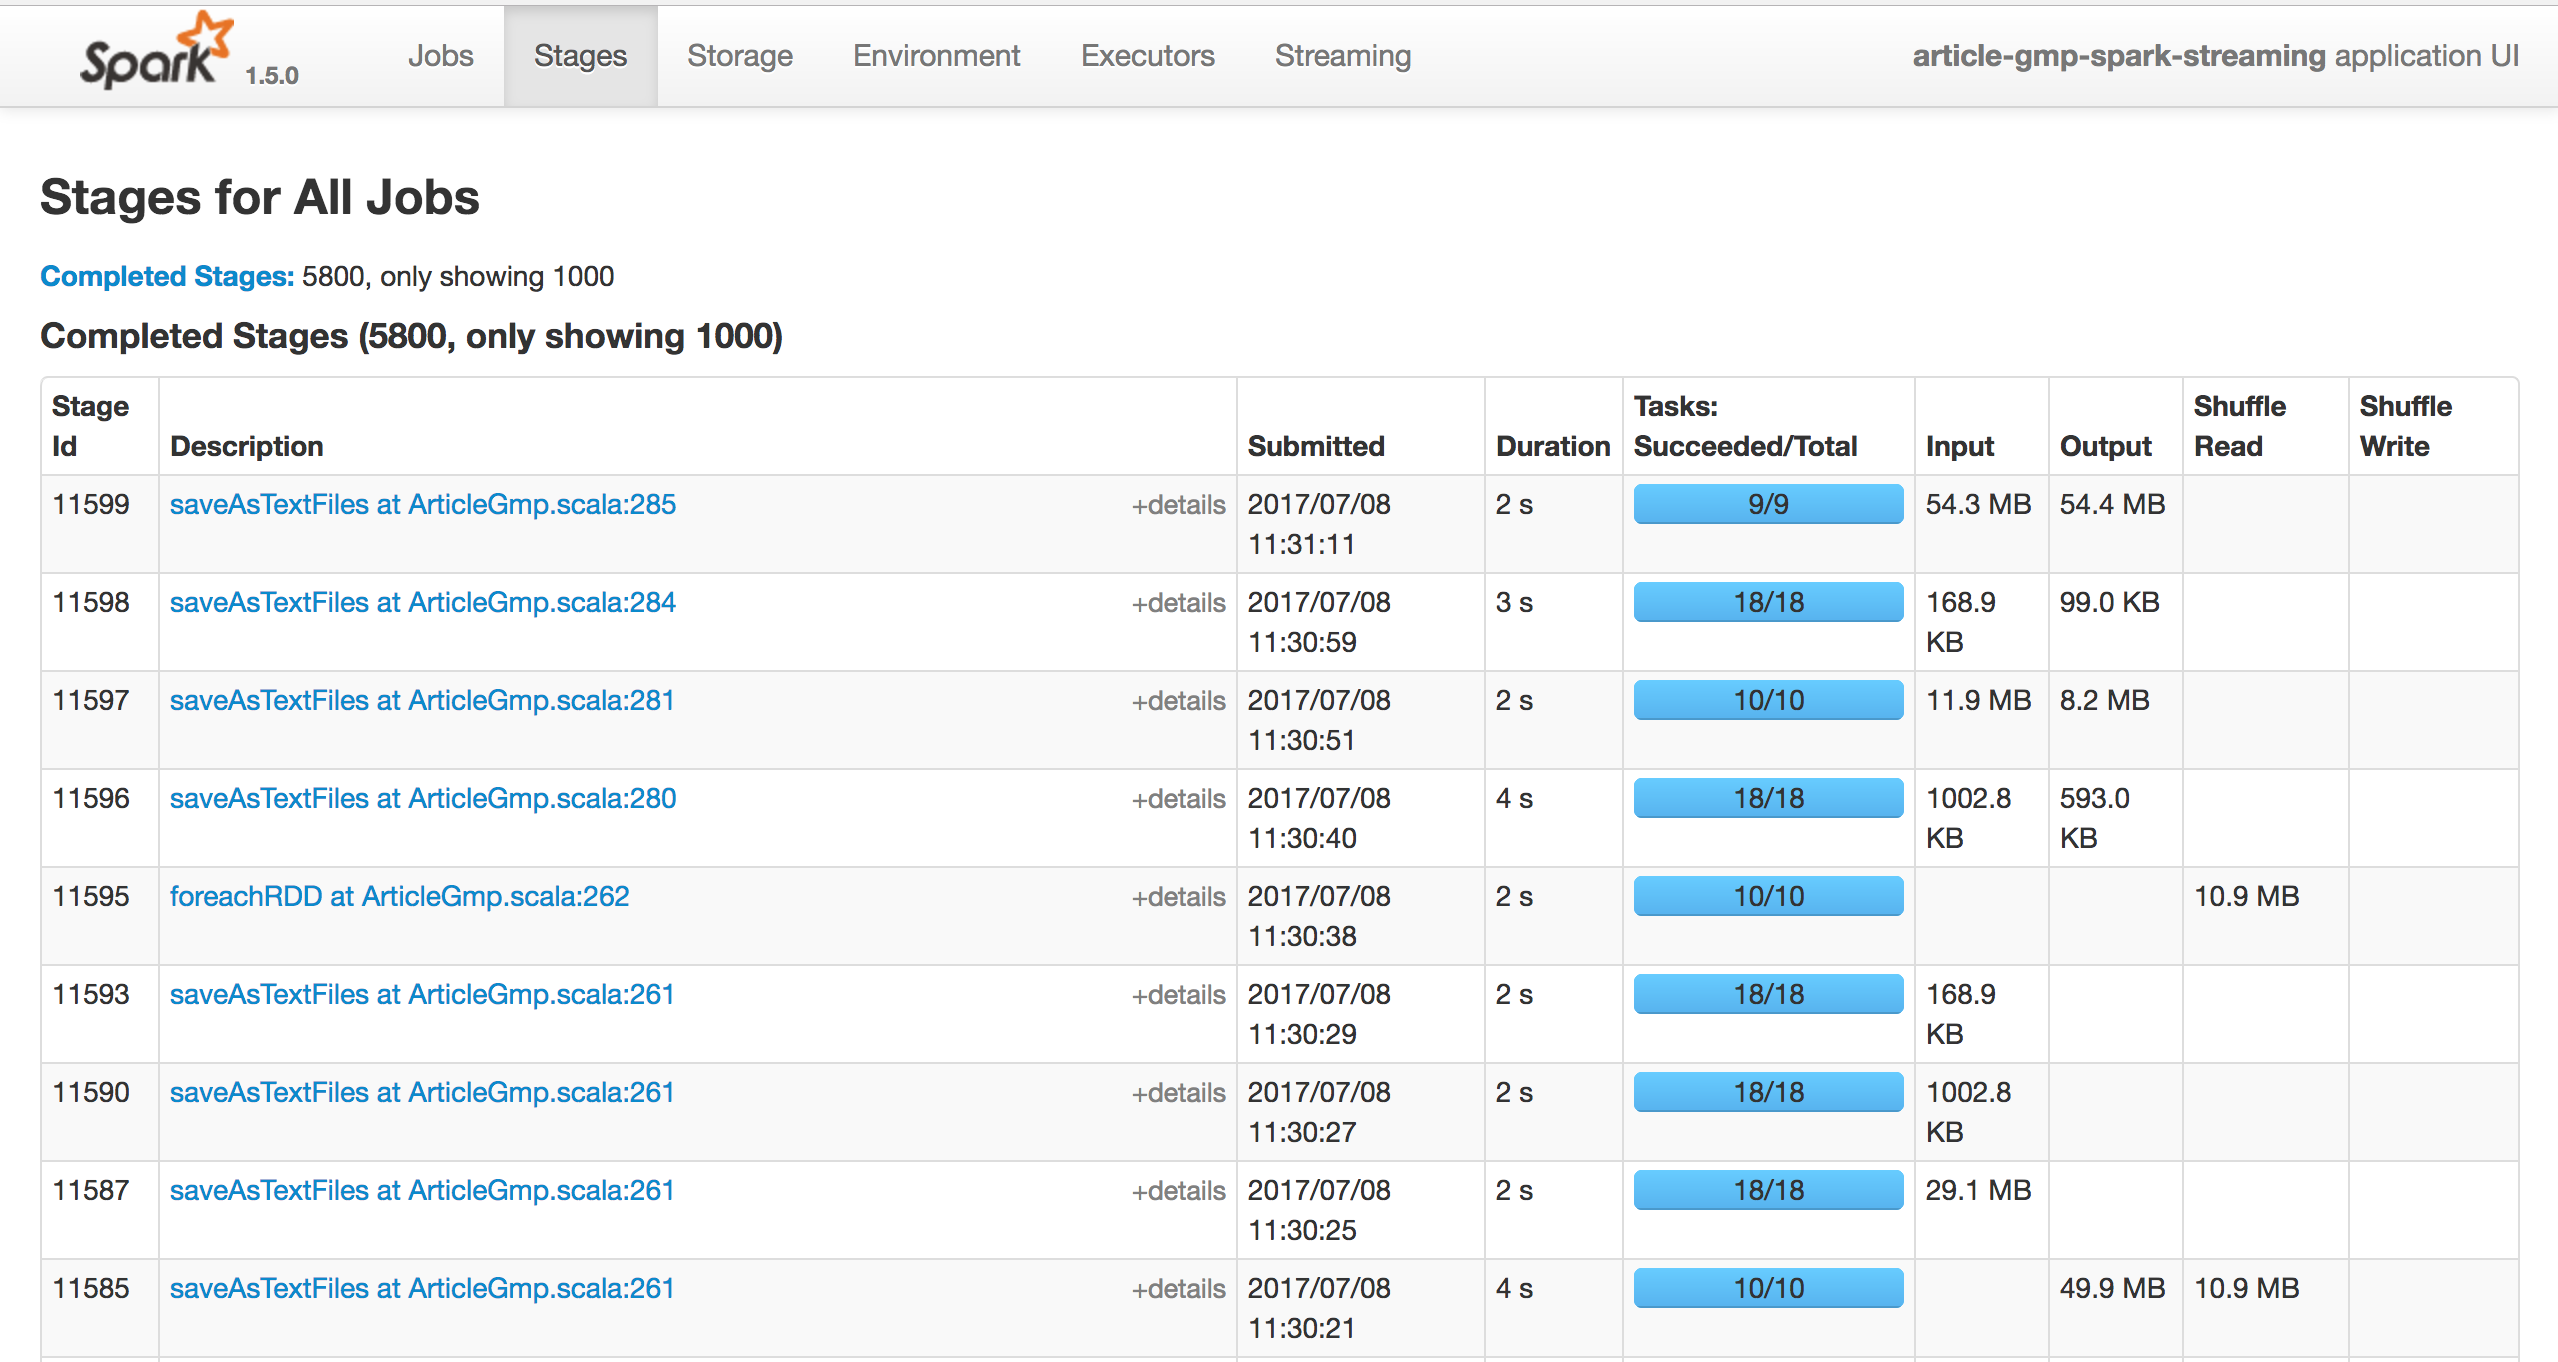 Spark 1.5.0 Jobs Stages Storage Environment Executors Streaming article-gmp-spark-streaming application UI
Stages for All Jobs
Completed Stages: 5800, only showing 1000
Completed Stages (5800, only showing 1000)
Stage Id Description Submitted Duration Tasks: Succeeded/Total Input Output Shuffle Read Shuffle Write
11599 saveAsTextFiles at ArticleGmp.scala:285 +details 2017/07/08 11:31:11 2 s 9/9 54.3 MB 54.4 MB
11598 saveAsTextFiles at ArticleGmp.scala:284 +details 2017/07/08 11:30:59 3 s 18/18 168.9 KB 99.0 KB
11597 saveAsTextFiles at ArticleGmp.scala:281 +details 2017/07/08 11:30:51 2 s 10/10 11.9 MB 8.2 MB
11596 saveAsTextFiles at ArticleGmp.scala:280 +details 2017/07/08 11:30:40 4 s 18/18 1002.8 KB 593.0 KB
11595 foreachRDD at ArticleGmp.scala:262 +details 2017/07/08 11:30:38 2 s 10/10 10.9 MB
11593 saveAsTextFiles at ArticleGmp.scala:261 +details 2017/07/08 11:30:29 2 s 18/18 168.9 KB
11590 saveAsTextFiles at ArticleGmp.scala:261 +details 2017/07/08 11:30:27 2 s 18/18 1002.8 KB
11587 saveAsTextFiles at ArticleGmp.scala:261 +details 2017/07/08 11:30:25 2 s 18/18 29.1 MB
11585 saveAsTextFiles at ArticleGmp.scala:261 +details 2017/07/08 11:30:21 4 s 10/10 49.9 MB 10.9 MB